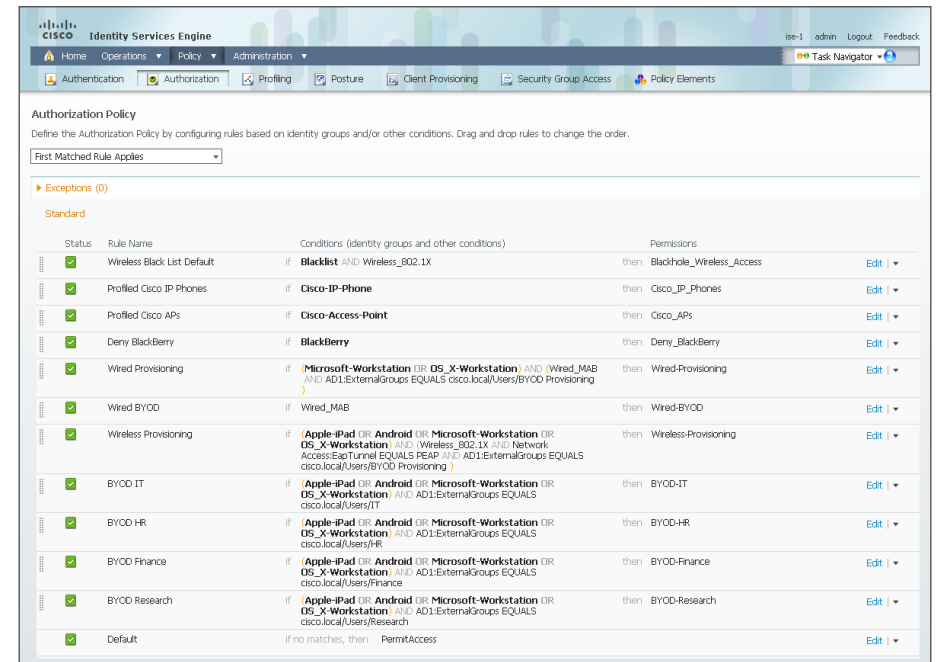 cisco Identity Services Engine
ise-1 admin Logout Feedback
Home Operations Policy Administration
Task Navigator
Authentication Authorization Profiling Posture Client Provisioning Security Group Access Policy Elements
Authorization Policy
Define the Authorization Policy by configuring rules based on identity groups and/or other conditions. Drag and drop rules to change the order.
First Matched Rule Applies
Exceptions (0)
Standard
Status Rule Name Conditions (identity groups and other conditions) Permissions
Wireless Black List Default if Blacklist AND Wireless_802.1X then Blackhole_Wireless_Access Edit |
Profiled Cisco IP Phones if Cisco-IP-Phone then Cisco_IP_Phones Edit |
Profiled Cisco APs if Cisco-Access-Point then Cisco_APs Edit |
Deny BlackBerry if BlackBerry then Deny_BlackBerry Edit |
Wired Provisioning if (Microsoft-Workstation OR OS_X-Workstation) AND (Wired_MAB then Wired-Provisioning Edit |
AND AD1:ExternalGroups EQUALS cisco.local/Users/BYOD Provisioning
)
Wired BYOD if Wired_MAB then Wired-BYOD Edit |
Wireless Provisioning if (Apple-iPad OR Android OR Microsoft-Workstation OR then Wireless-Provisioning Edit |
OS_X-Workstation) AND (Wireless_802.1X AND Network
Access:EapTunnel EQUALS PEAP AND AD1:ExternalGroups EQUALS
cisco.local/Users/BYOD Provisioning )
BYOD IT if (Apple-iPad OR Android OR Microsoft-Workstation OR then BYOD-IT Edit |
OS_X-Workstation) AND AD1:ExternalGroups EQUALS
cisco.local/Users/IT
BYOD HR if (Apple-iPad OR Android OR Microsoft-Workstation OR then BYOD-HR Edit |
OS_X-Workstation) AND AD1:ExternalGroups EQUALS
cisco.local/Users/HR
BYOD Finance if (Apple-iPad OR Android OR Microsoft-Workstation OR then BYOD-Finance Edit |
OS_X-Workstation) AND AD1:ExternalGroups EQUALS
cisco.local/Users/Finance
BYOD Research if (Apple-iPad OR Android OR Microsoft-Workstation OR then BYOD-Research Edit |
OS_X-Workstation) AND AD1:ExternalGroups EQUALS
cisco.local/Users/Research
Default if no matches, then PermitAccess Edit |